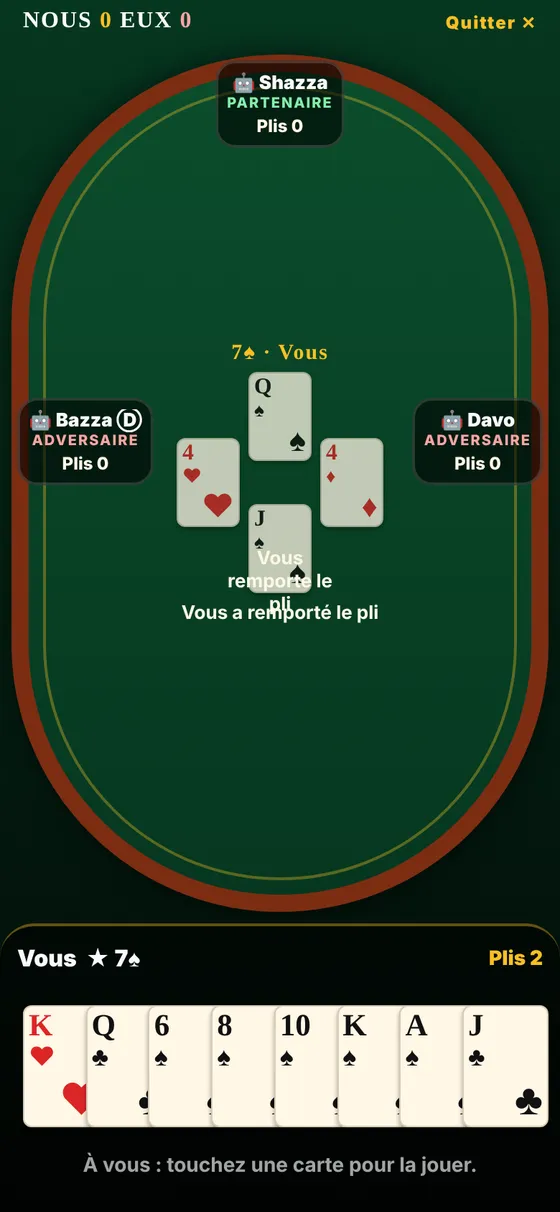 NOUS 0 EUX 0
Quitter ×
🤖 Shazza
PARTENAIRE
Plis 0
7♠ · Vous
Q
♠
🤖 Bazza Ⓓ
ADVERSAIRE
Plis 0
🤖 Davo
ADVERSAIRE
Plis 0
4
♥
4
♦
J
♠
Vous
remporte le
pli
Vous a remporté le pli
Vous ★ 7♠
Plis 2
K Q 6 8 10 K A J
♥ ♣ ♠ ♠ ♠ ♠ ♠ ♣
À vous : touchez une carte pour la jouer.